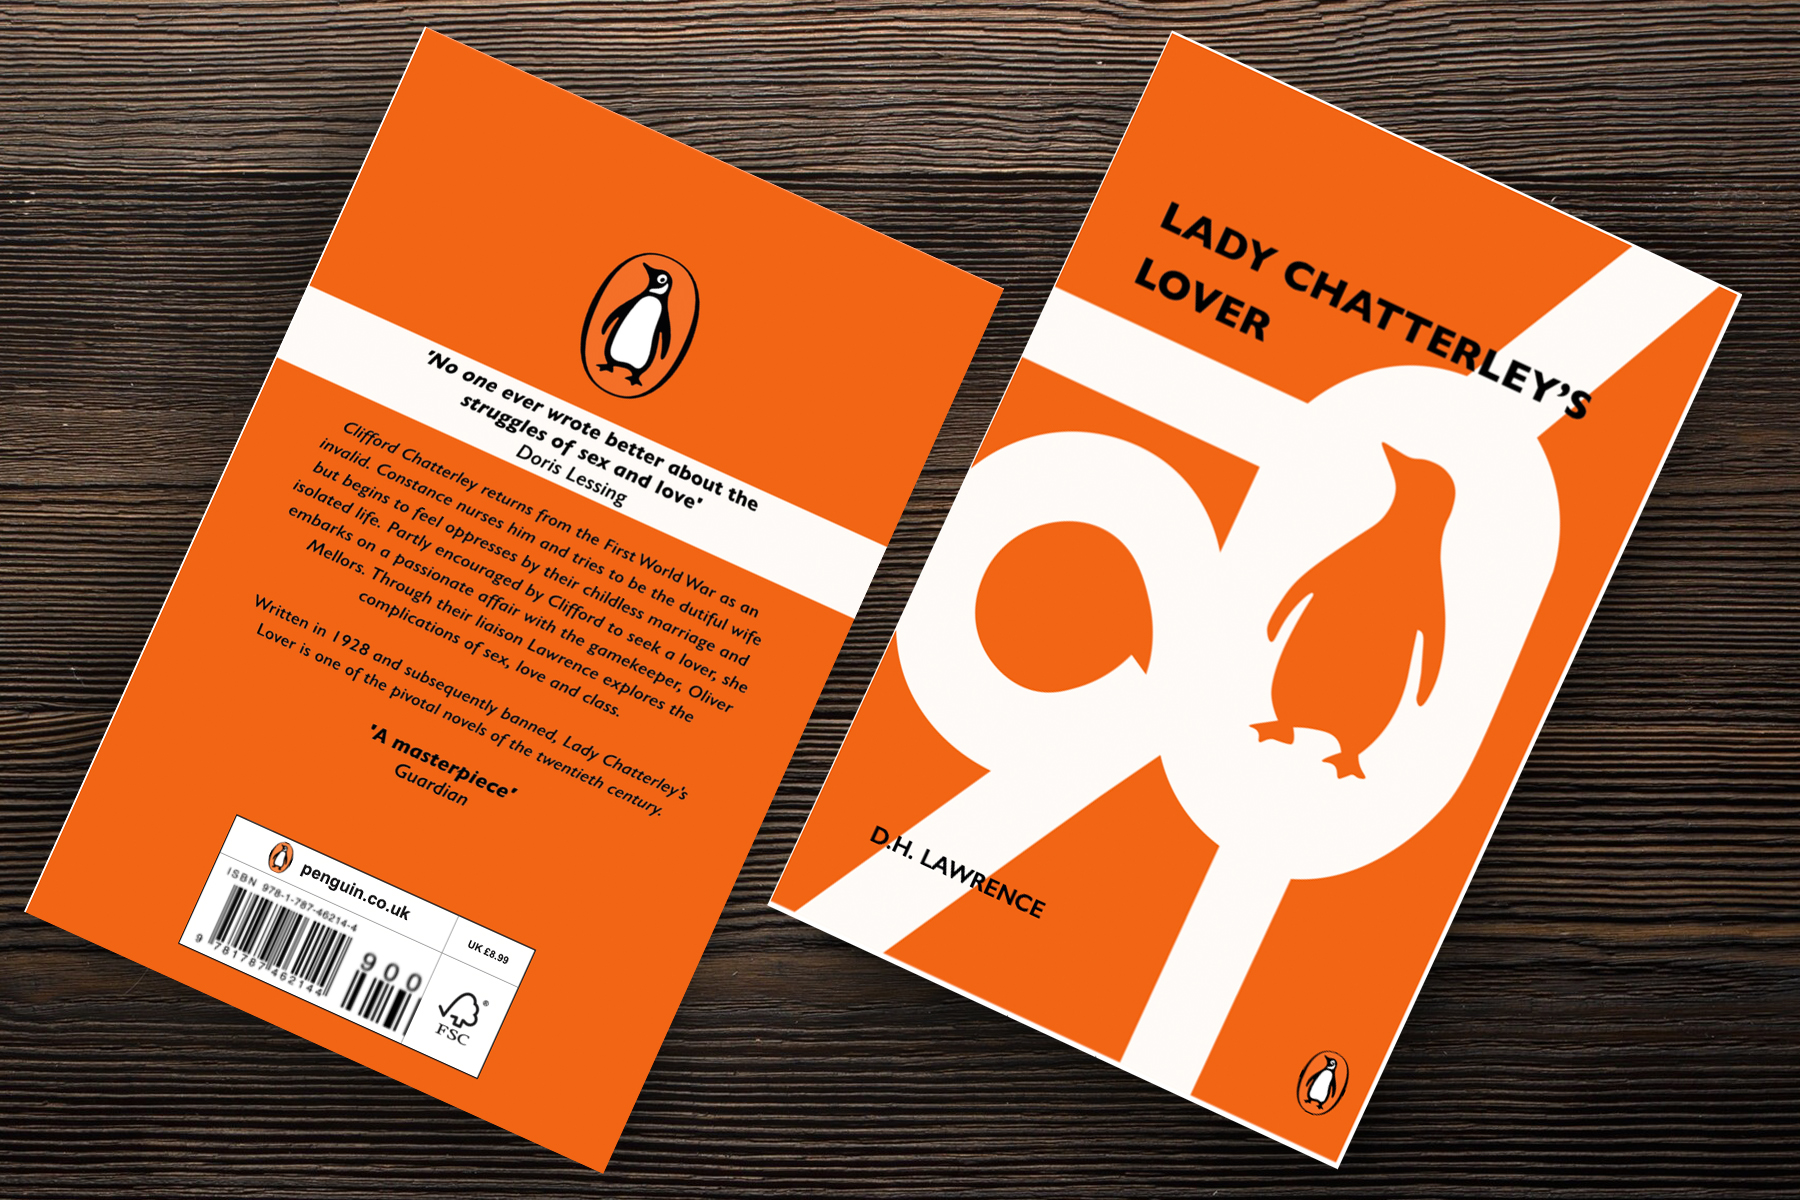 'No one ever wrote better about the
struggles of sex and love'
Doris Lessing
Clifford Chatterley returns from the First World War as an
invalid. Constance nurses him and tries to be the dutiful wife
but begins to feel oppresses by their childless marriage and
isolated life. Partly encouraged by Clifford to seek a lover, she
embarks on a passionate affair with the gamekeeper, Oliver
Mellors. Through their liaison Lawrence explores the
complications of sex, love and class.
Written in 1928 and subsequently banned, Lady Chatterley's
Lover is one of the pivotal novels of the twentieth century.
'A masterpiece'
Guardian
penguin.co.uk
ISBN 978-1-787-46214-4
9 781787 462144
900
UK £8.99
FSC
®
LADY CHATTERLEY'S
LOVER
90
D.H. LAWRENCE